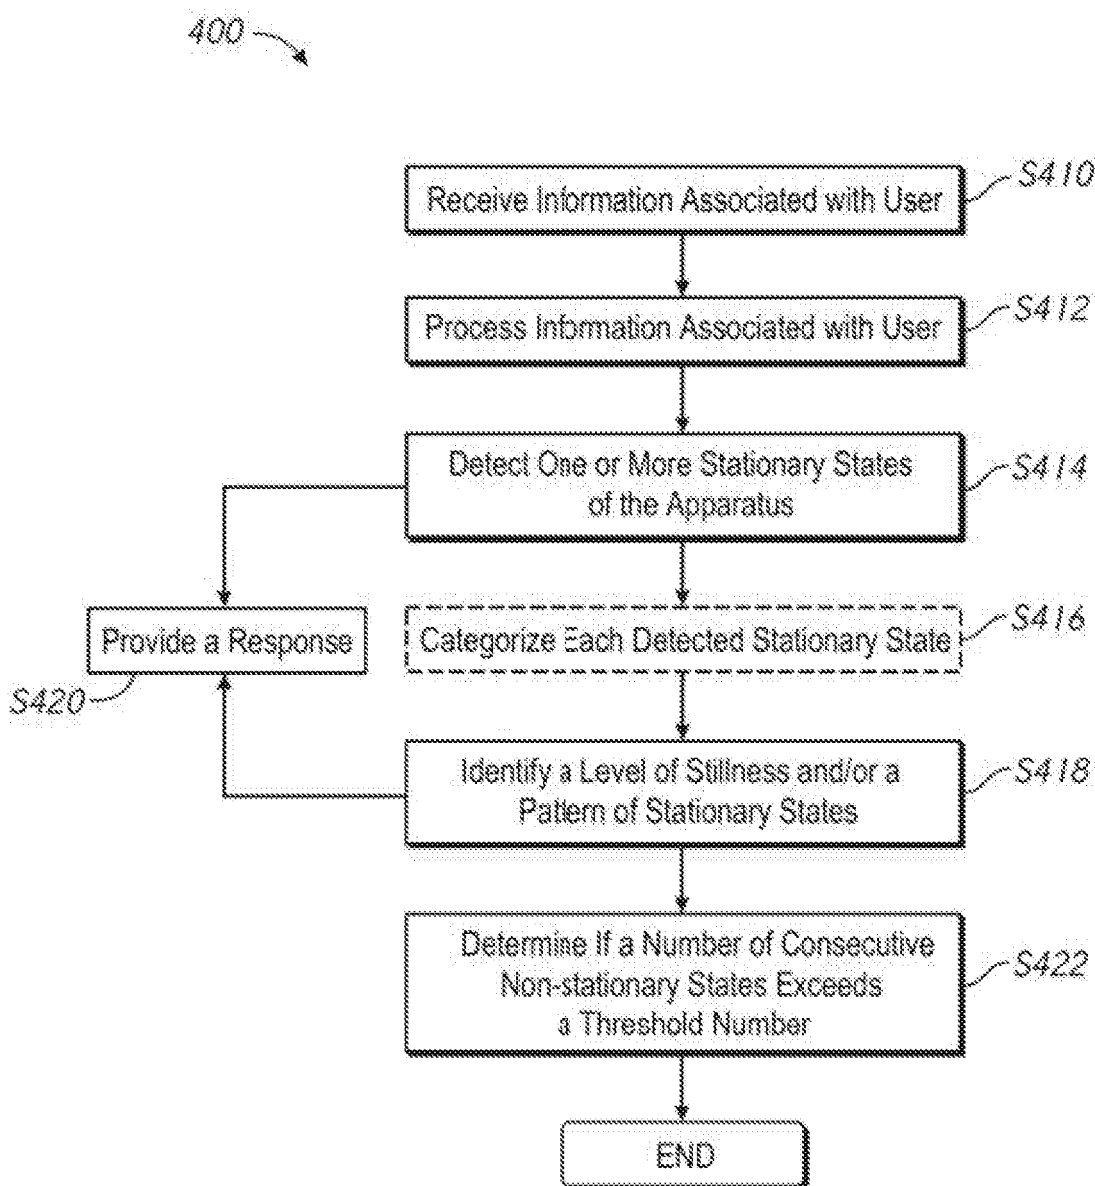 400
Receive Information Associated with User
S410
Process Information Associated with User
S412
Detect One or More Stationary States
of the Apparatus
S414
Provide a Response
S420
Categorize Each Detected Stationary State
S416
Identify a Level of Stillness and/or a
Pattern of Stationary States
S418
Determine If a Number of Consecutive
Non-stationary States Exceeds
a Threshold Number
S422
END